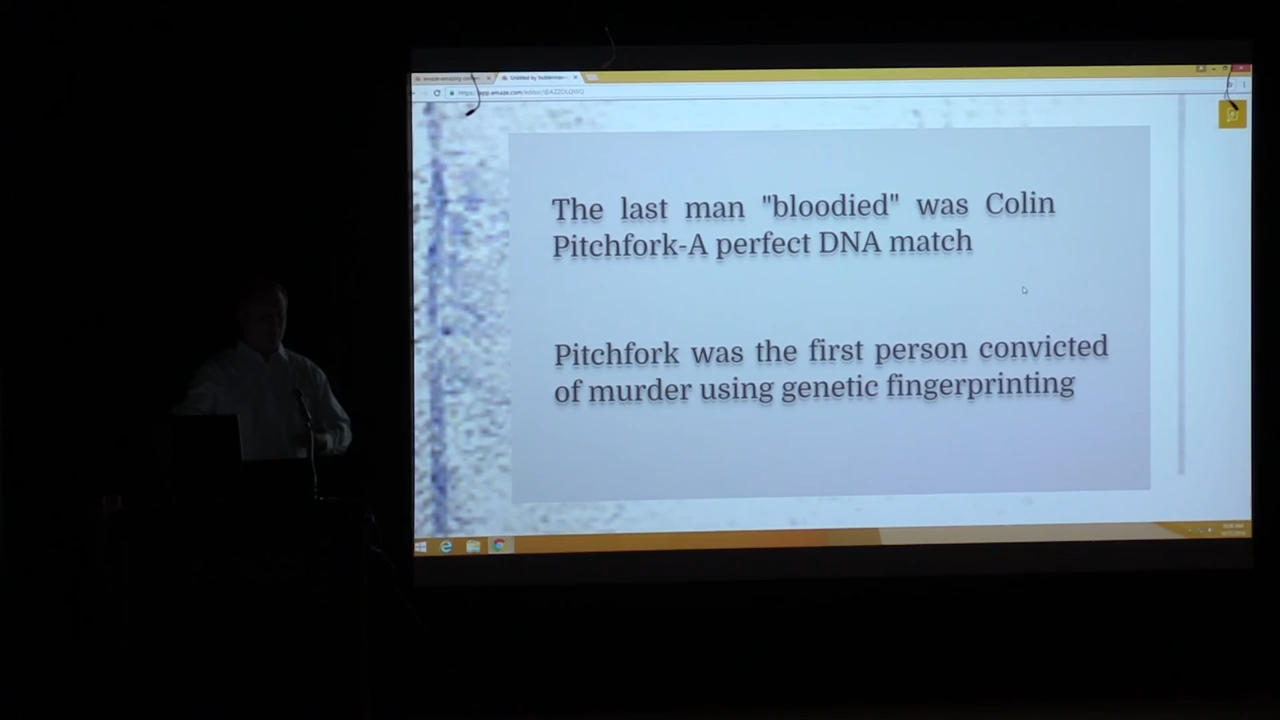 The last man "bloodied" was Colin
Pitchfork-A perfect DNA match
Pitchfork was the first person convicted
of murder using genetic fingerprinting